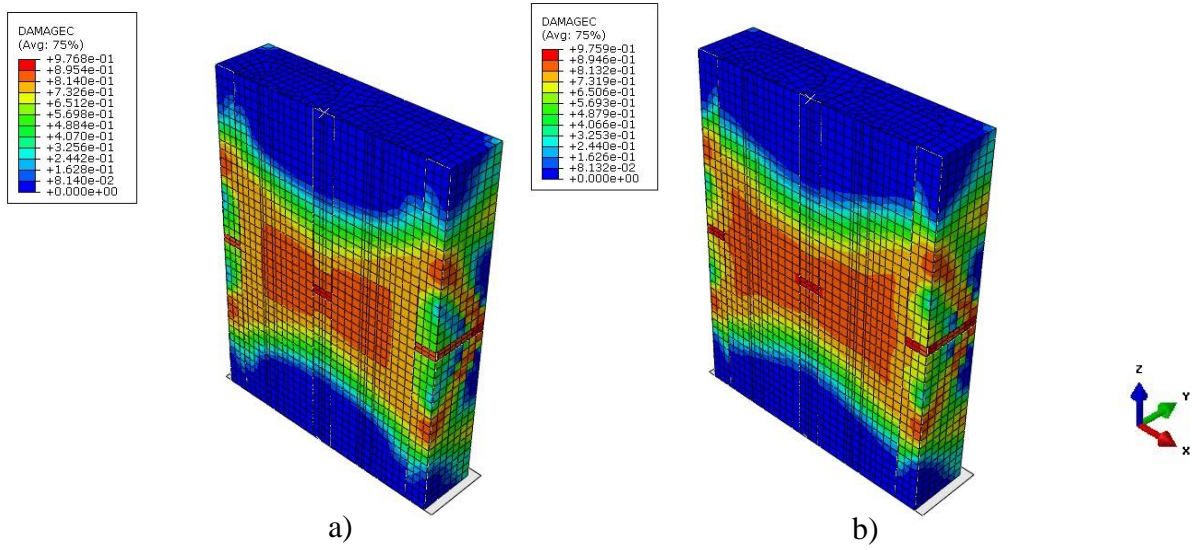 DAMAGEC
(Avg: 75%)
+9.768e-01
+8.954e-01
+8.140e-01
+7.326e-01
+6.512e-01
+5.698e-01
+4.884e-01
+4.070e-01
+3.256e-01
+2.442e-01
+1.628e-01
+8.140e-02
+0.000e+00
DAMAGEC
(Avg: 75%)
+9.759e-01
+8.946e-01
+8.132e-01
+7.319e-01
+6.506e-01
+5.693e-01
+4.879e-01
+4.066e-01
+3.253e-01
+2.440e-01
+1.626e-01
+8.132e-02
+0.000e+00
Z
Y
X
a)
b)